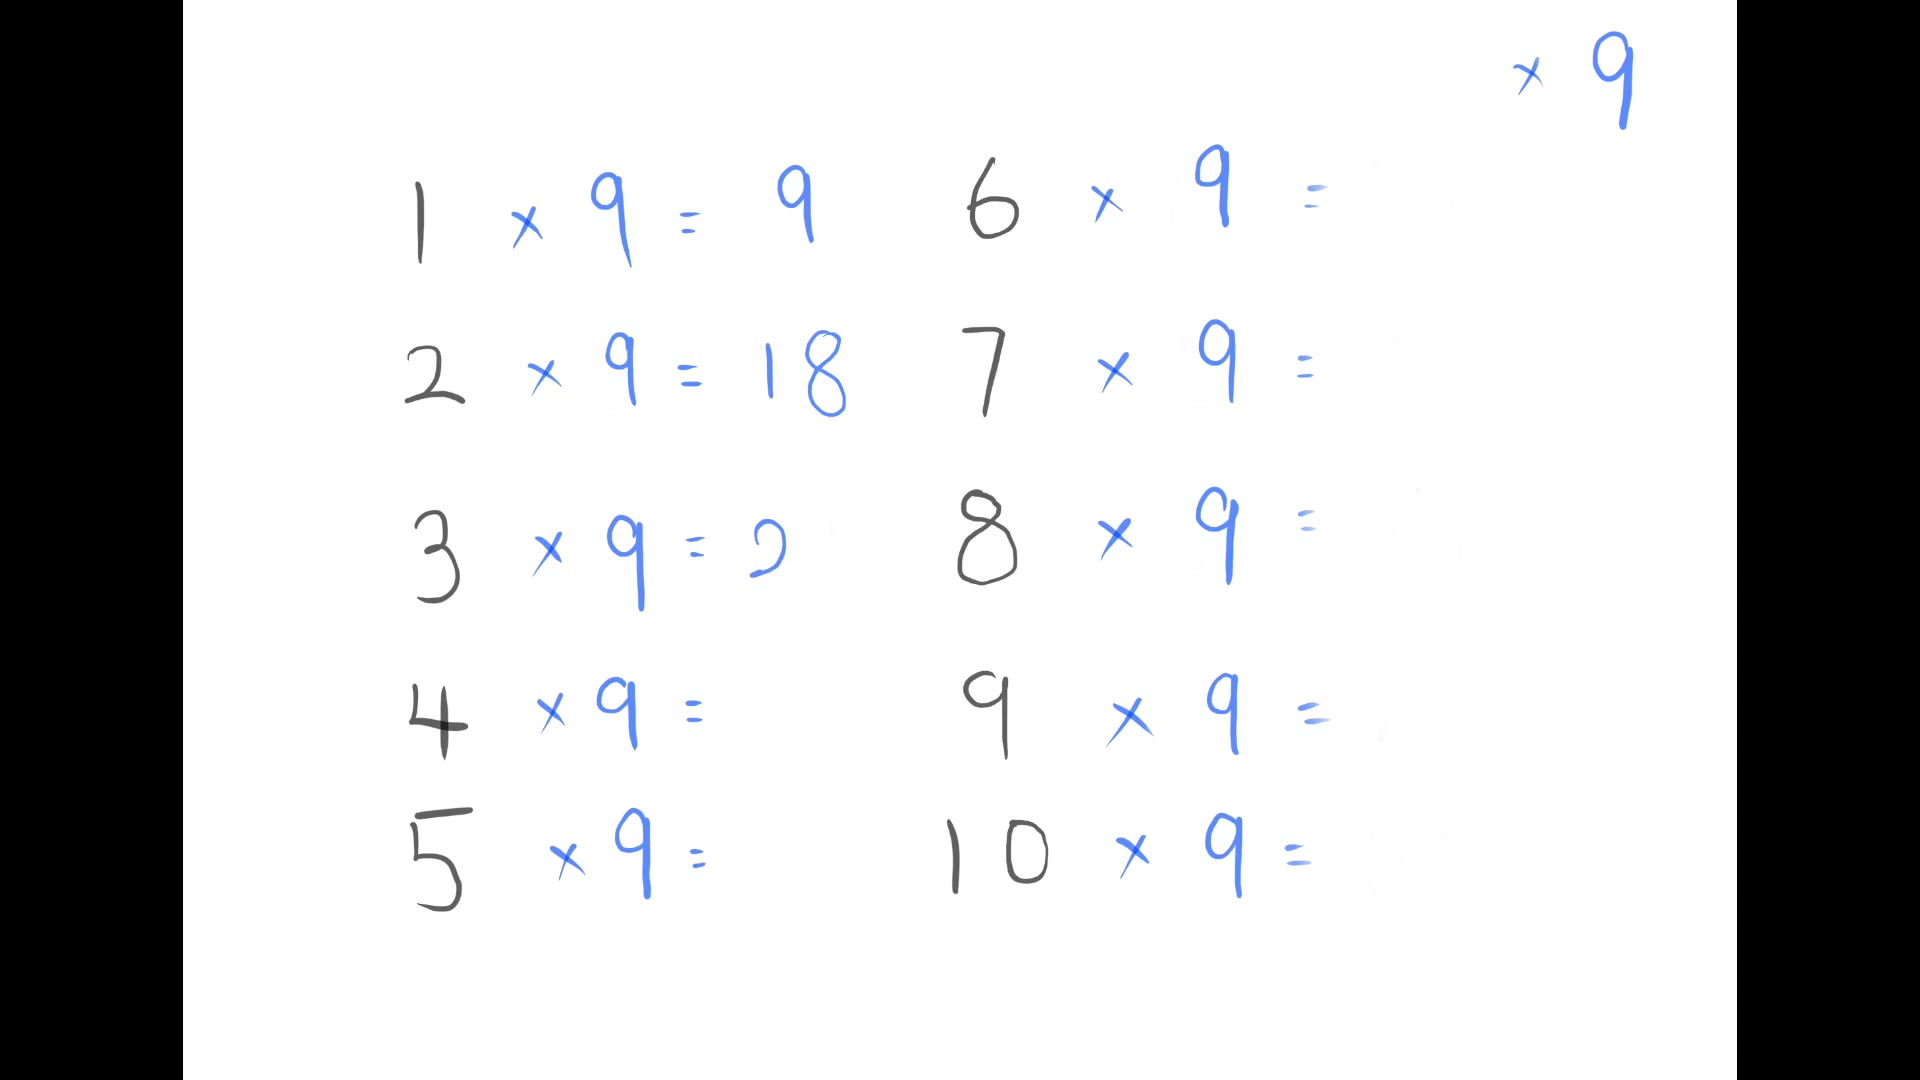 × 9
1 × 9 = 9
2 × 9 = 18
3 × 9 =
4 × 9 =
5 × 9 =
6 × 9 =
7 × 9 =
8 × 9 =
9 × 9 =
10 × 9 =